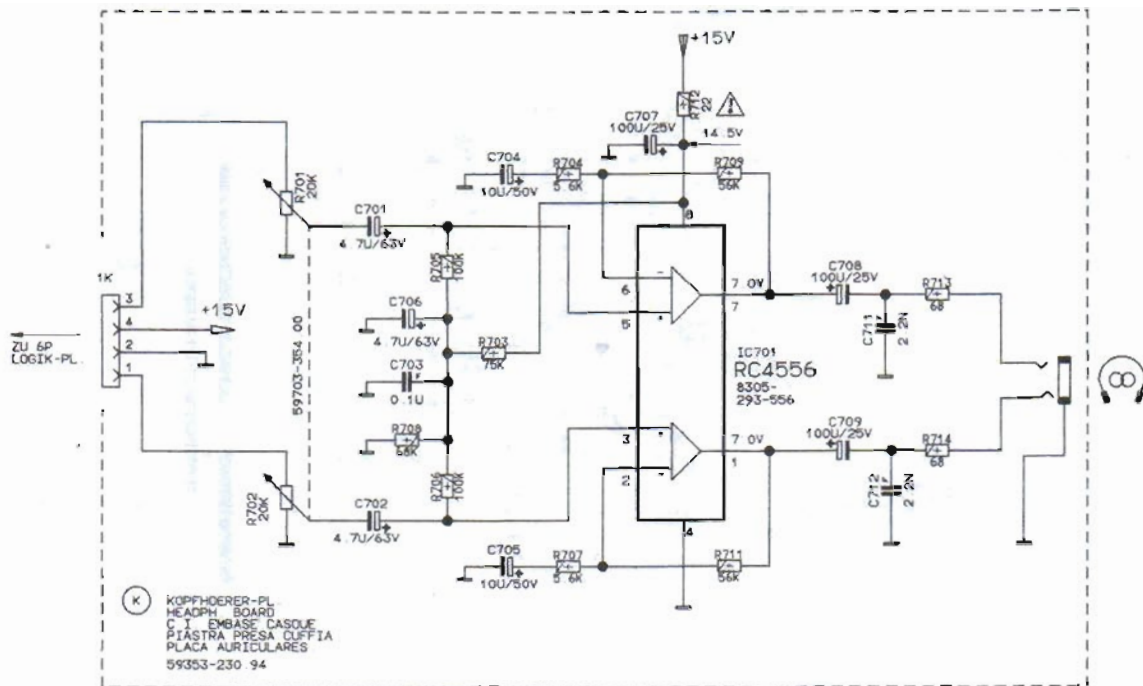 +15V
R712
22
C707
100U/25V
14.5V
C704
10U/50V
R704
5.6K
R709
56K
R701
20K
C701
4.7U/63V
8
R705
100K
1K
3
4
2
1
+15V
ZU 6P
LOGIK-PL.
59703-354.00
C706
4.7U/63V
R703
75K
C703
0.1U
R708
68K
R706
100K
6
5
-
+
7 0V
7
IC701
RC4556
8305-
293-556
3
2
+
-
7 0V
1
4
C708
100U/25V
R713
68
C711
2.2N
C709
100U/25V
R714
68
C712
2.2N
R702
20K
C702
4.7U/63V
C705
10U/50V
R707
5.6K
R711
56K
K
KOPFHOERER-PL.
HEADPH. BOARD
C.I. EMBASE CASQUE
PIASTRA PRESA CUFFIA
PLACA AURICULARES
59353-230.94